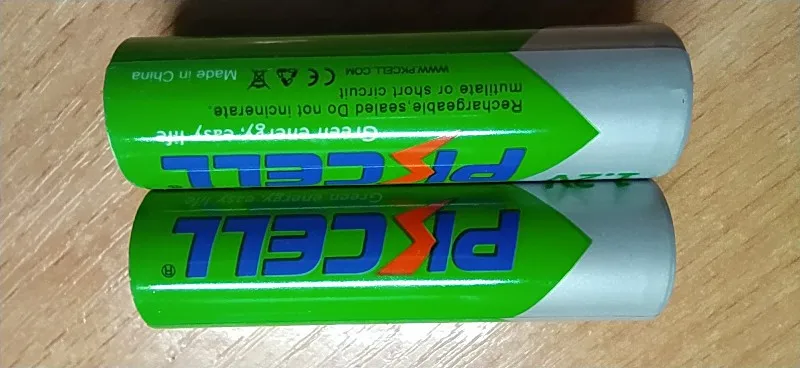 PKCELL®
Green energy, easy life
1.2V
PKCELL®
Green energy, easy life
Rechargeable,sealed Do not incinerate.
mutilate or short circuit
WWW.PKCELL.COM CE Made in China